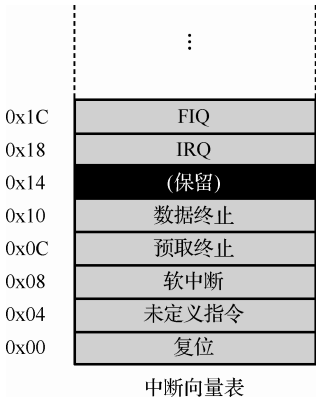 ⋮
0x1C FIQ
0x18 IRQ
0x14 (保留)
0x10 数据终止
0x0C 预取终止
0x08 软中断
0x04 未定义指令
0x00 复位
中断向量表